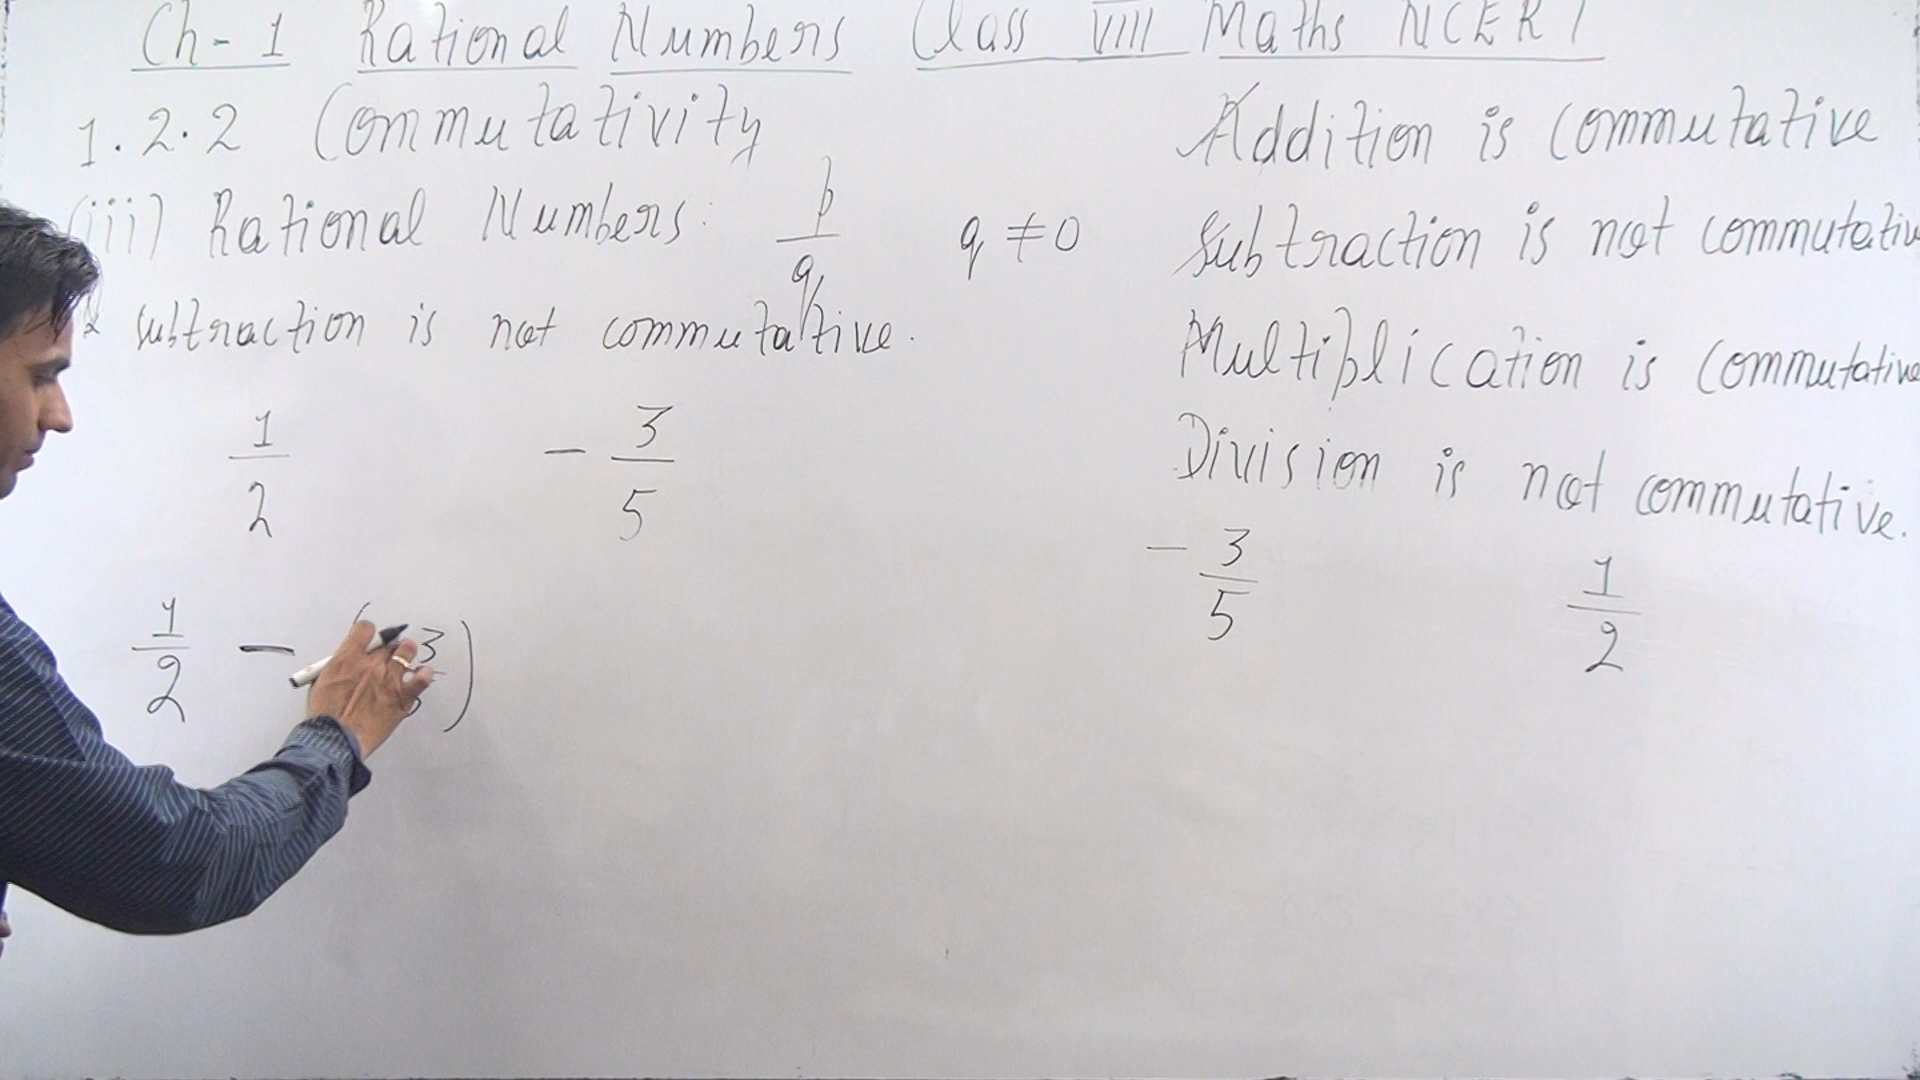 Ch-1 Rational Numbers Class VIII Maths NCERT
1.2.2 Commutativity
(iii) Rational Numbers: p/q q ≠ 0
2 subtraction is not commutative.
1/2 - 3/5
1/2 - (-3/5)
Addition is commutative
Subtraction is not commutativ
Multiplication is commutative
Division is not commutative.
- 3/5 1/2